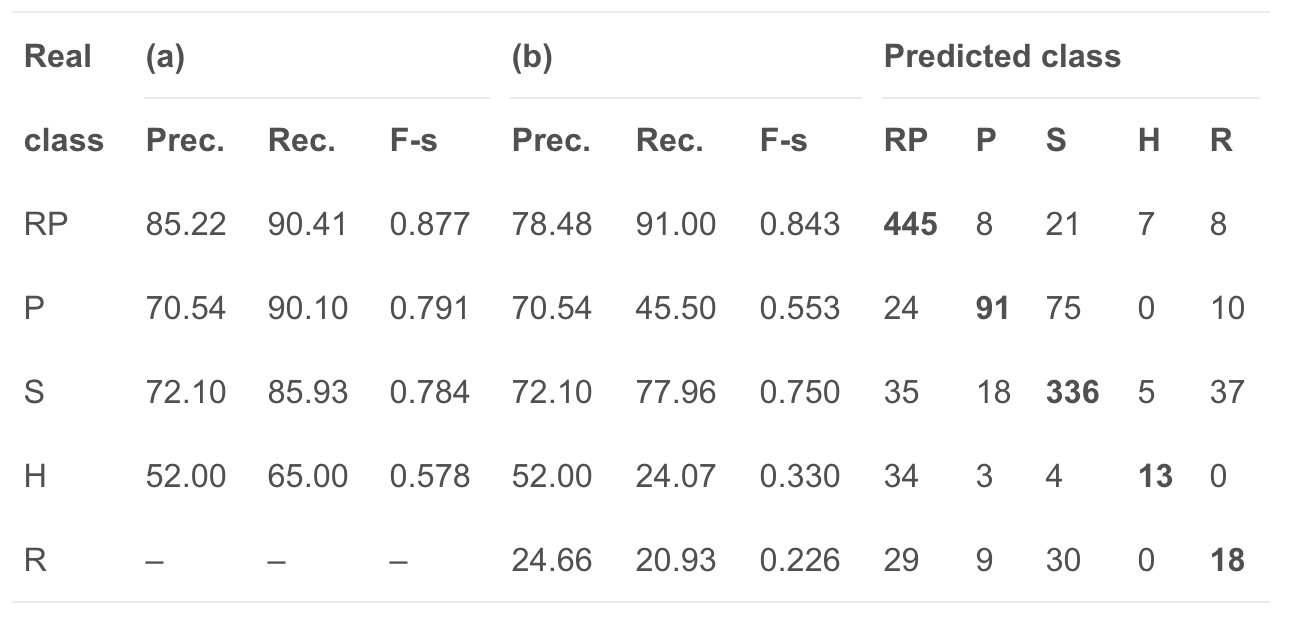 Real (a) (b) Predicted class
class Prec. Rec. F-s Prec. Rec. F-s RP P S H R
RP 85.22 90.41 0.877 78.48 91.00 0.843 445 8 21 7 8
P 70.54 90.10 0.791 70.54 45.50 0.553 24 91 75 0 10
S 72.10 85.93 0.784 72.10 77.96 0.750 35 18 336 5 37
H 52.00 65.00 0.578 52.00 24.07 0.330 34 3 4 13 0
R – – – 24.66 20.93 0.226 29 9 30 0 18